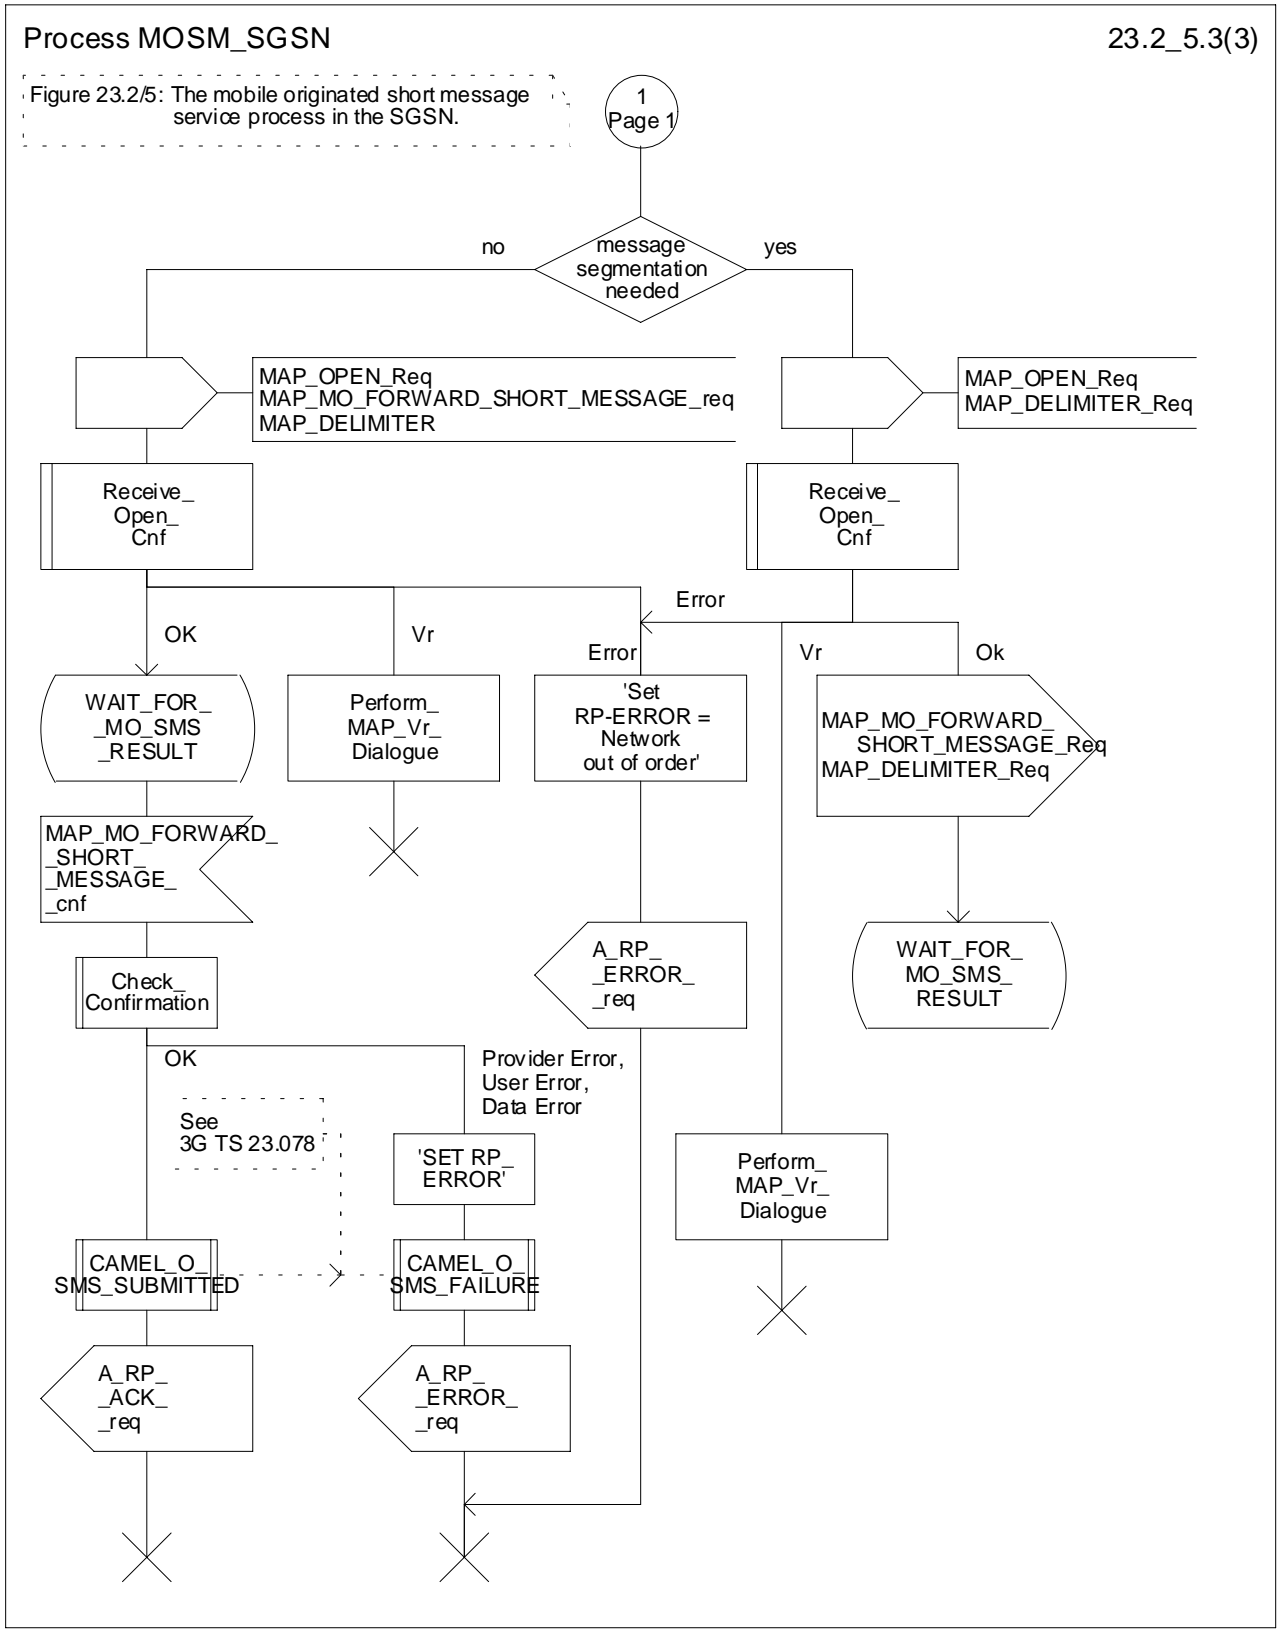 Process MOSM_SGSN
23.2_5.3(3)
Figure 23.2/5: The mobile originated short message
service process in the SGSN.
1
Page 1
no
message
segmentation
needed
yes
MAP_OPEN_Req
MAP_MO_FORWARD_SHORT_MESSAGE_req
MAP_DELIMITER
MAP_OPEN_Req
MAP_DELIMITER_Req
Receive_
Open_
Cnf
Receive_
Open_
Cnf
Error
OK
Vr
Error
Vr
Ok
WAIT_FOR_
_MO_SMS
_RESULT
Perform_
MAP_Vr_
Dialogue
'Set
RP-ERROR =
Network
out of order'
MAP_MO_FORWARD_
SHORT_MESSAGE_Req
MAP_DELIMITER_Req
MAP_MO_FORWARD_
_SHORT_
_MESSAGE_
_cnf
A_RP_
_ERROR_
_req
WAIT_FOR_
MO_SMS_
RESULT
Check_
Confirmation
OK
Provider Error,
User Error,
Data Error
See
3G TS 23.078
'SET RP_
ERROR'
Perform_
MAP_Vr_
Dialogue
CAMEL_O_
SMS_SUBMITTED
CAMEL_O_
SMS_FAILURE
A_RP_
_ACK_
_req
A_RP_
_ERROR_
_req